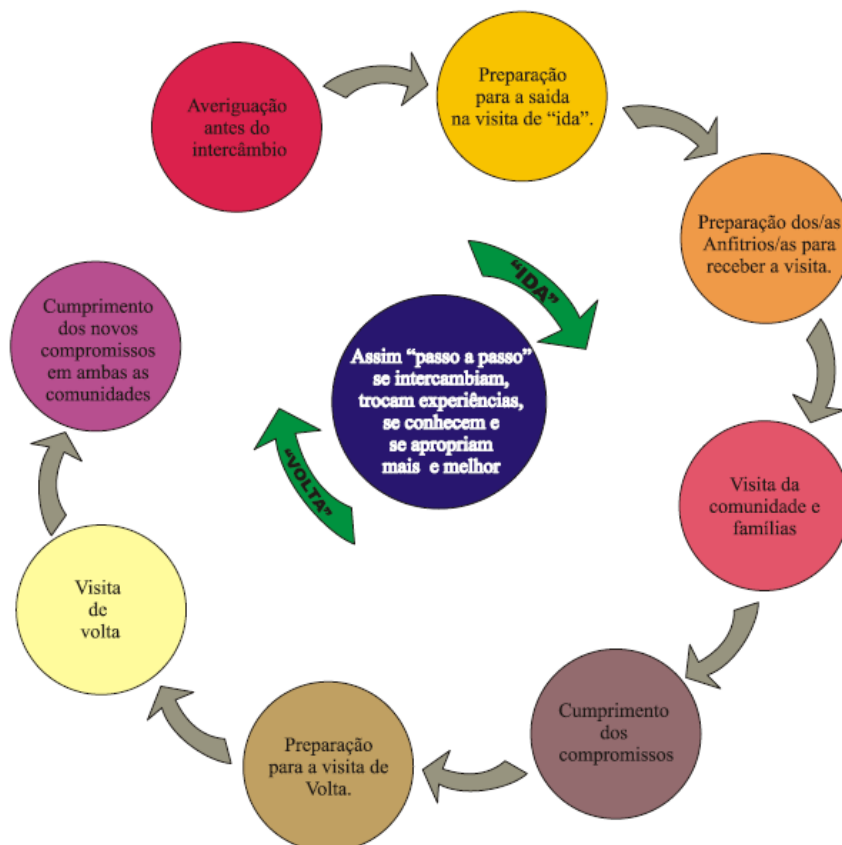 Averiguação
antes do
intercâmbio
Preparação
para a saida
na visita de “ida”.
Preparação dos/as
Anfitrios/as para
receber a visita.
Visita da
comunidade e
famílias
Cumprimento
dos
compromissos
Preparação
para a visita de
Volta.
Visita
de
volta
Cumprimento
dos novos
compromissos
em ambas as
comunidades
“IDA”
Assim “passo a passo”
se intercambiam,
trocam experiências,
se conhecem e
se apropriam
mais e melhor
“VOLTA”